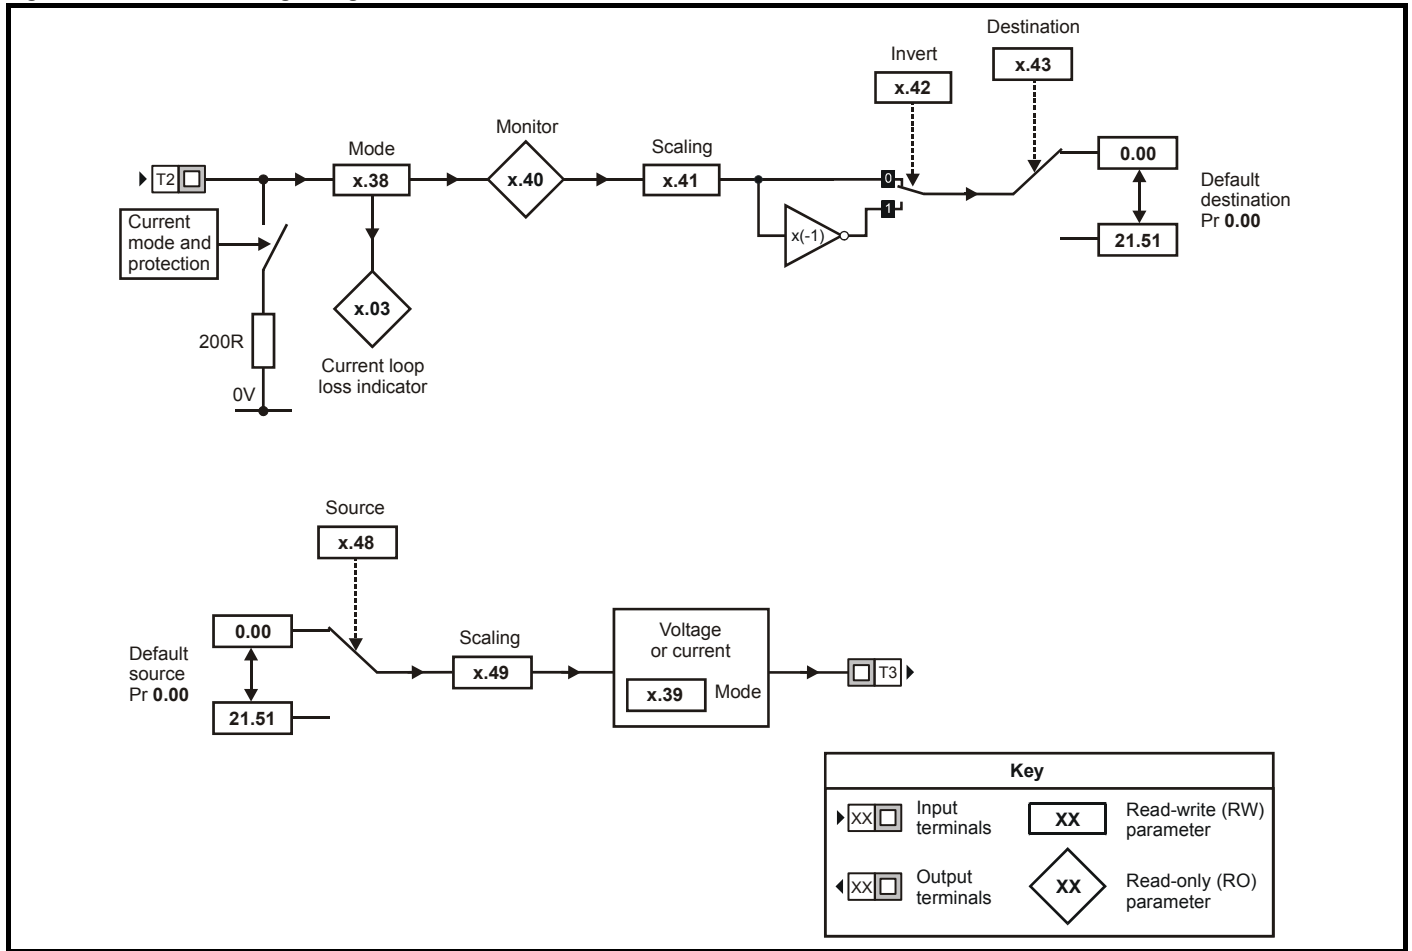 Destination
x.43
Invert
x.42
Monitor
x.40
Mode
x.38
Scaling
x.41
T2
0
1
x(-1)
0.00
21.51
Default
destination
Pr 0.00
Current
mode and
protection
x.03
200R
0V
Current loop
loss indicator
Source
x.48
0.00
21.51
Default
source
Pr 0.00
Scaling
x.49
Voltage
or current
x.39
Mode
T3
Key
XX
Input
terminals
XX
Read-write (RW)
parameter
XX
Output
terminals
XX
Read-only (RO)
parameter